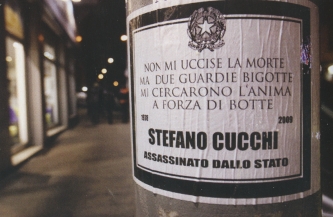 NON MI UCCISE LA MORTE
MA DUE GUARDIE BIGOTTE
MI CERCARONO L'ANIMA
A FORZA DI BOTTE
1978 2009
STEFANO CUCCHI
ASSASSINATO DALLO STATO